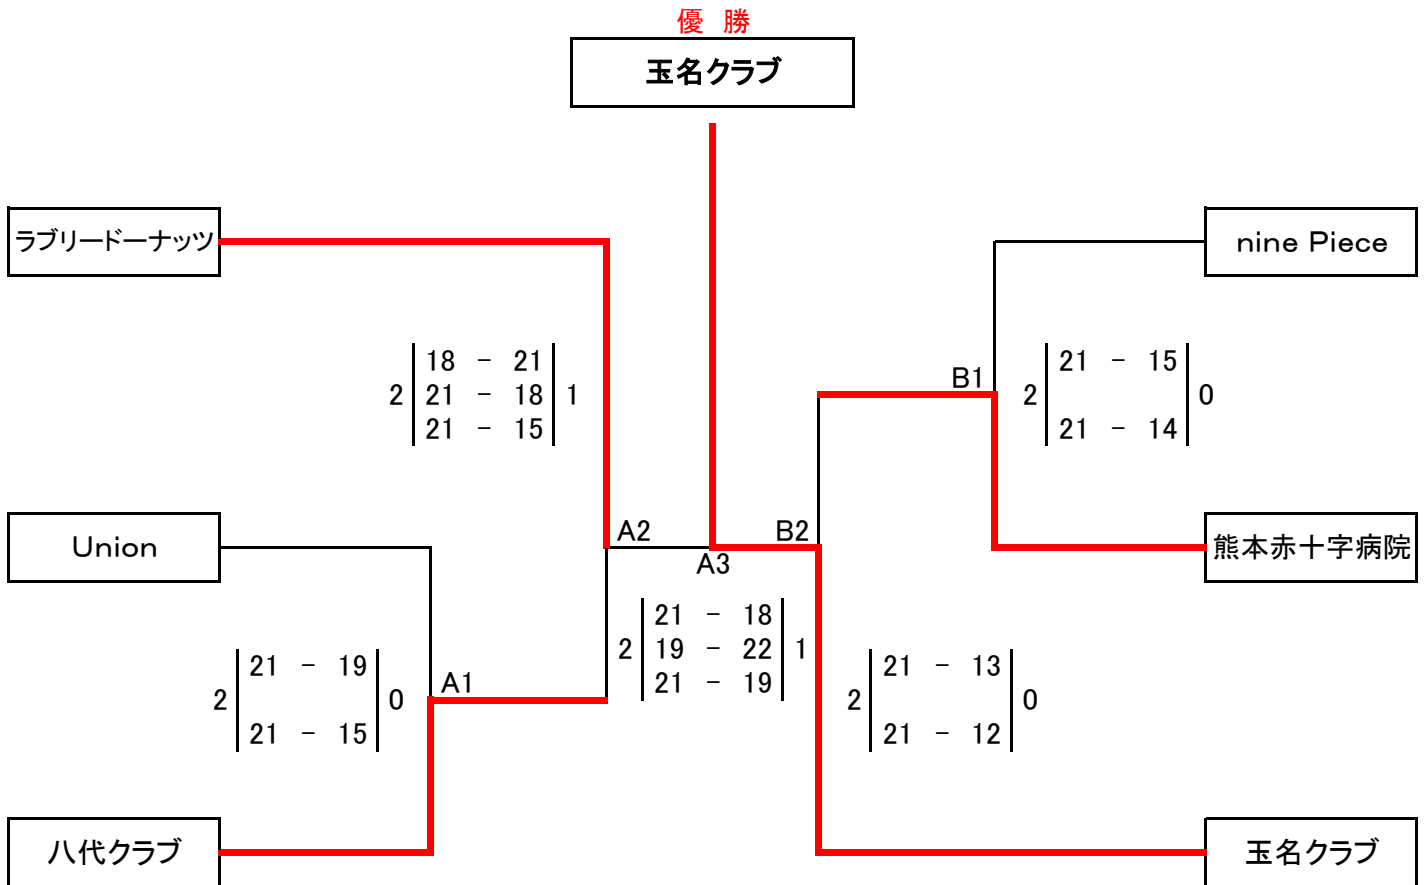 優 勝
玉名クラブ
ラブリードーナッツ
nine Piece
18 - 21
2 21 - 18 1
21 - 15
B1
21 - 15
2 0
21 - 14
Union
A2
B2
熊本赤十字病院
A3
21 - 18
2 19 - 22 1
21 - 19
A1
21 - 19
2 0
21 - 15
21 - 13
2 0
21 - 12
八代クラブ
玉名クラブ